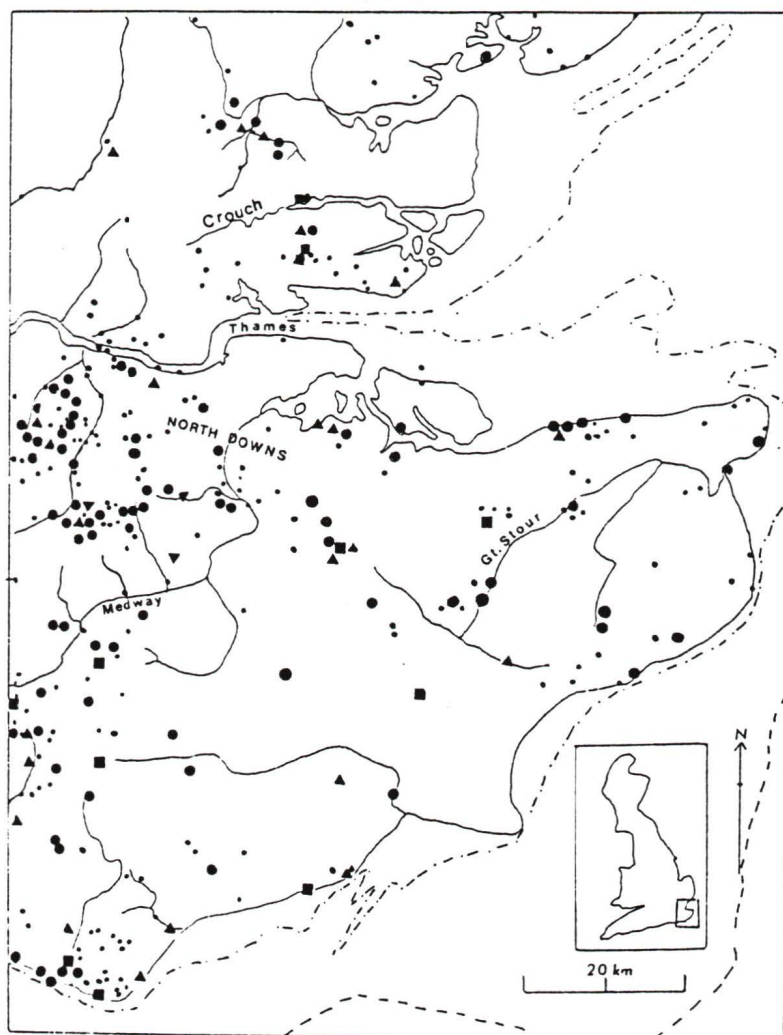 Crouch
Thames
NORTH DOWNS
Gt. Stour
Medway
N
20 km